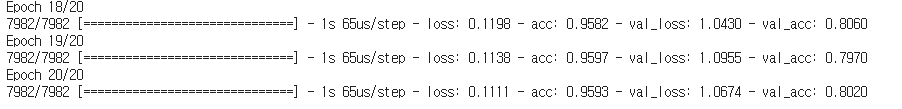 Epoch 18/20
7982/7982 [==============================] - 1s 65us/step - loss: 0.1198 - acc: 0.9582 - val_loss: 1.0430 - val_acc: 0.8060
Epoch 19/20
7982/7982 [==============================] - 1s 65us/step - loss: 0.1138 - acc: 0.9597 - val_loss: 1.0955 - val_acc: 0.7970
Epoch 20/20
7982/7982 [==============================] - 1s 65us/step - loss: 0.1111 - acc: 0.9593 - val_loss: 1.0674 - val_acc: 0.8020